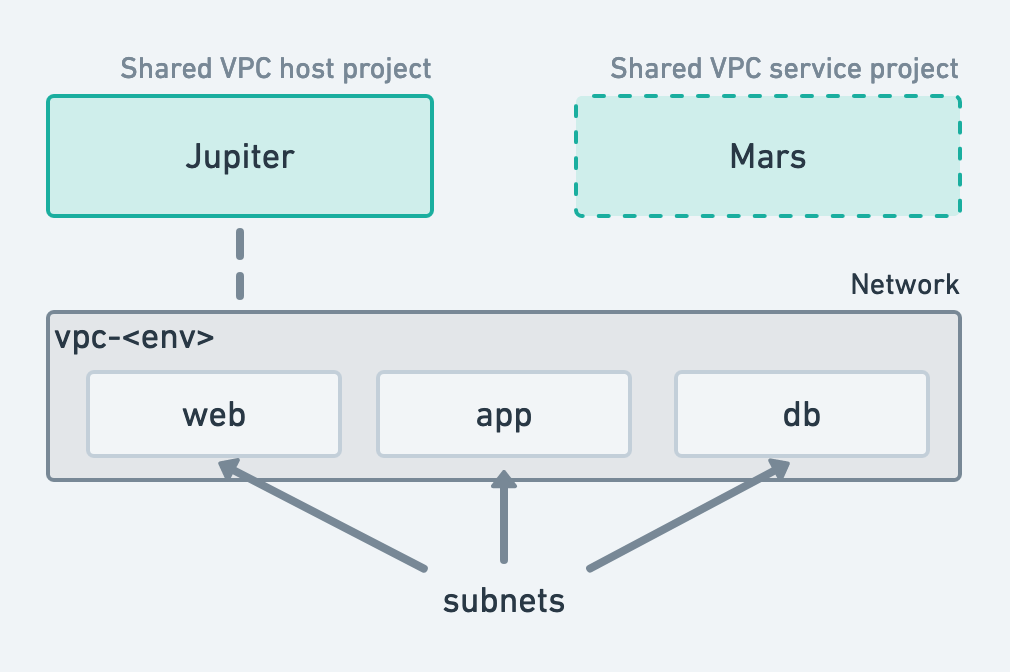 Shared VPC host project
Shared VPC service project
Jupiter
Mars
Network
vpc-<env>
web
app
db
subnets